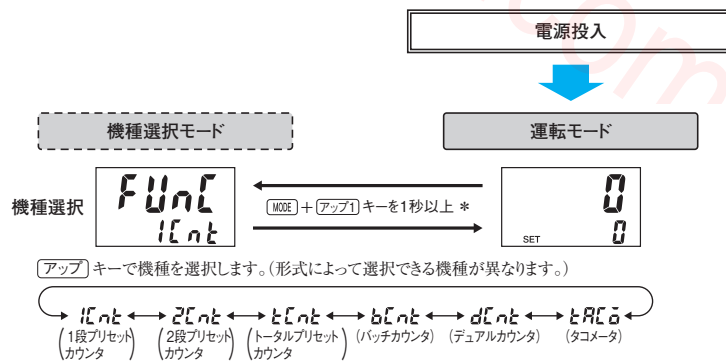 電源投入
機種選択モード
運転モード
機種選択
FUnC
1Cnt
MODE + アップ1 キーを1秒以上 *
0
SET 0
アップ キーで機種を選択します。(形式によって選択できる機種が異なります。)
1Cnt 2Cnt tCnt bCnt dCnt tACo
(1段プリセットカウンタ) (2段プリセットカウンタ) (トータルプリセットカウンタ) (バッチカウンタ) (デュアルカウンタ) (タコメータ)
com